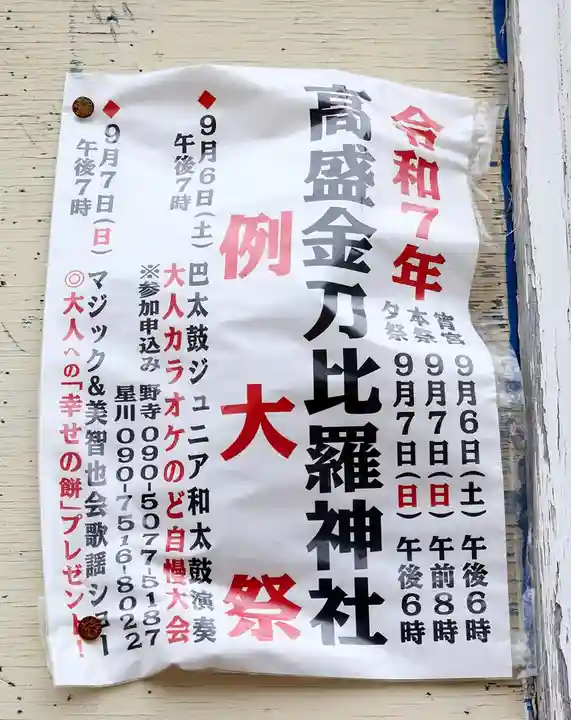 令和7年
宵宮 9月6日(土) 午後6時
本祭 9月7日(日) 午前8時
夕祭 9月7日(日) 午後6時
高盛金刀比羅神社
例大祭
◆9月6日(土) 巴太鼓ジュニア和太鼓演奏
午後7時 大人カラオケのど自慢大会
※参加申込み 野寺090-5077-5187
星川090-7516-8022
◆9月7日(日) マジック&美智也会歌謡ショー
午後7時 ◎大人への「幸せの餅」プレゼント!